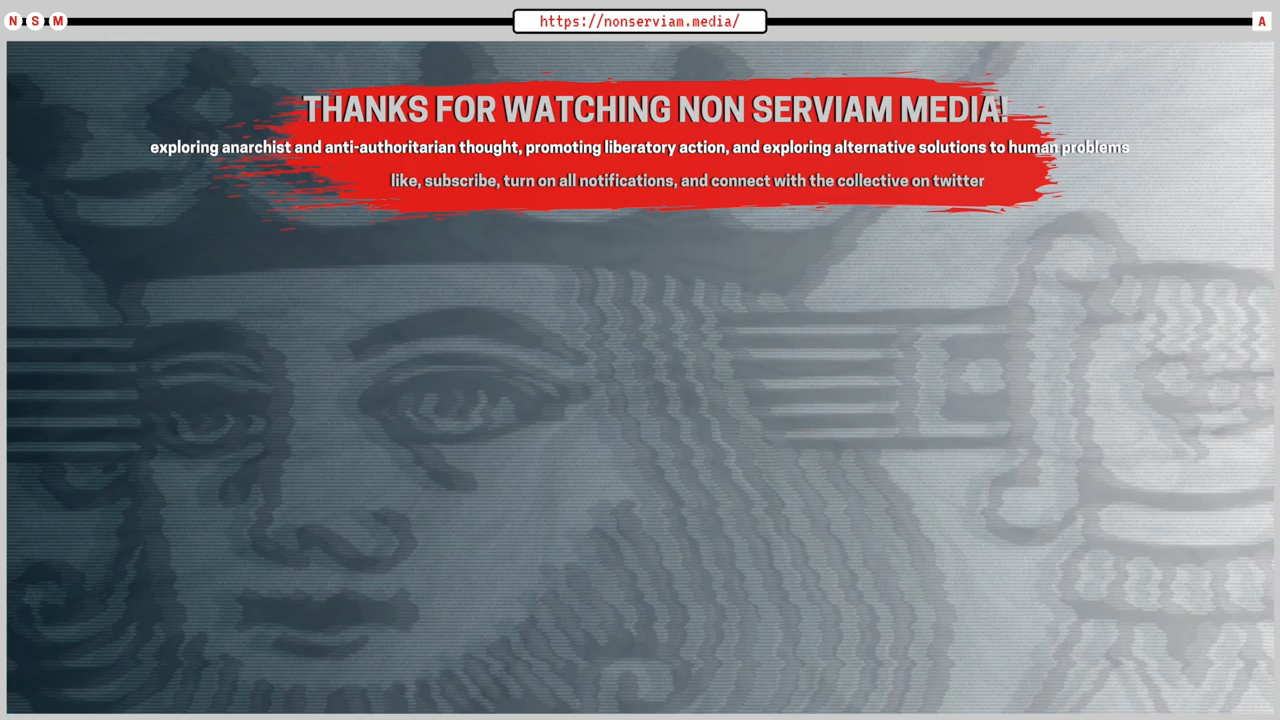 N S M
https://nonserviam.media/
A
THANKS FOR WATCHING NON SERVIAM MEDIA!
exploring anarchist and anti-authoritarian thought, promoting liberatory action, and exploring alternative solutions to human problems
like, subscribe, turn on all notifications, and connect with the collective on twitter